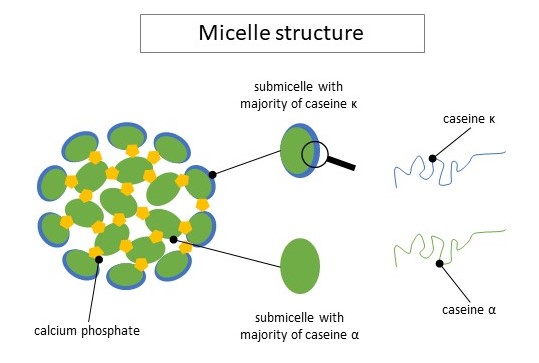 Micelle structure
submicelle with
majority of caseine κ
caseine κ
calcium phosphate
submicelle with
majority of caseine α
caseine α